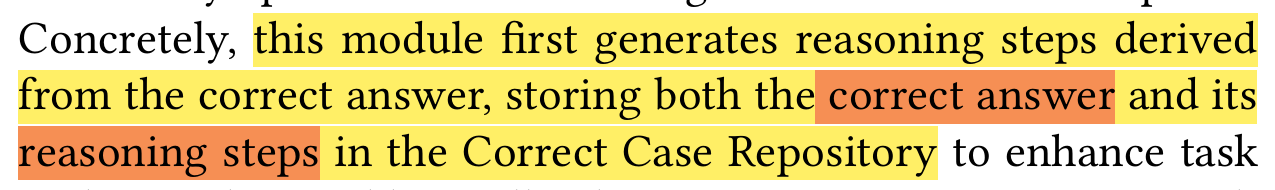 Concretely, this module first generates reasoning steps derived
from the correct answer, storing both the correct answer and its
reasoning steps in the Correct Case Repository to enhance task